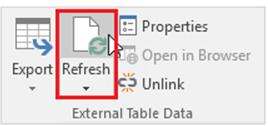 Export
Refresh
Properties
Open in Browser
Unlink
External Table Data